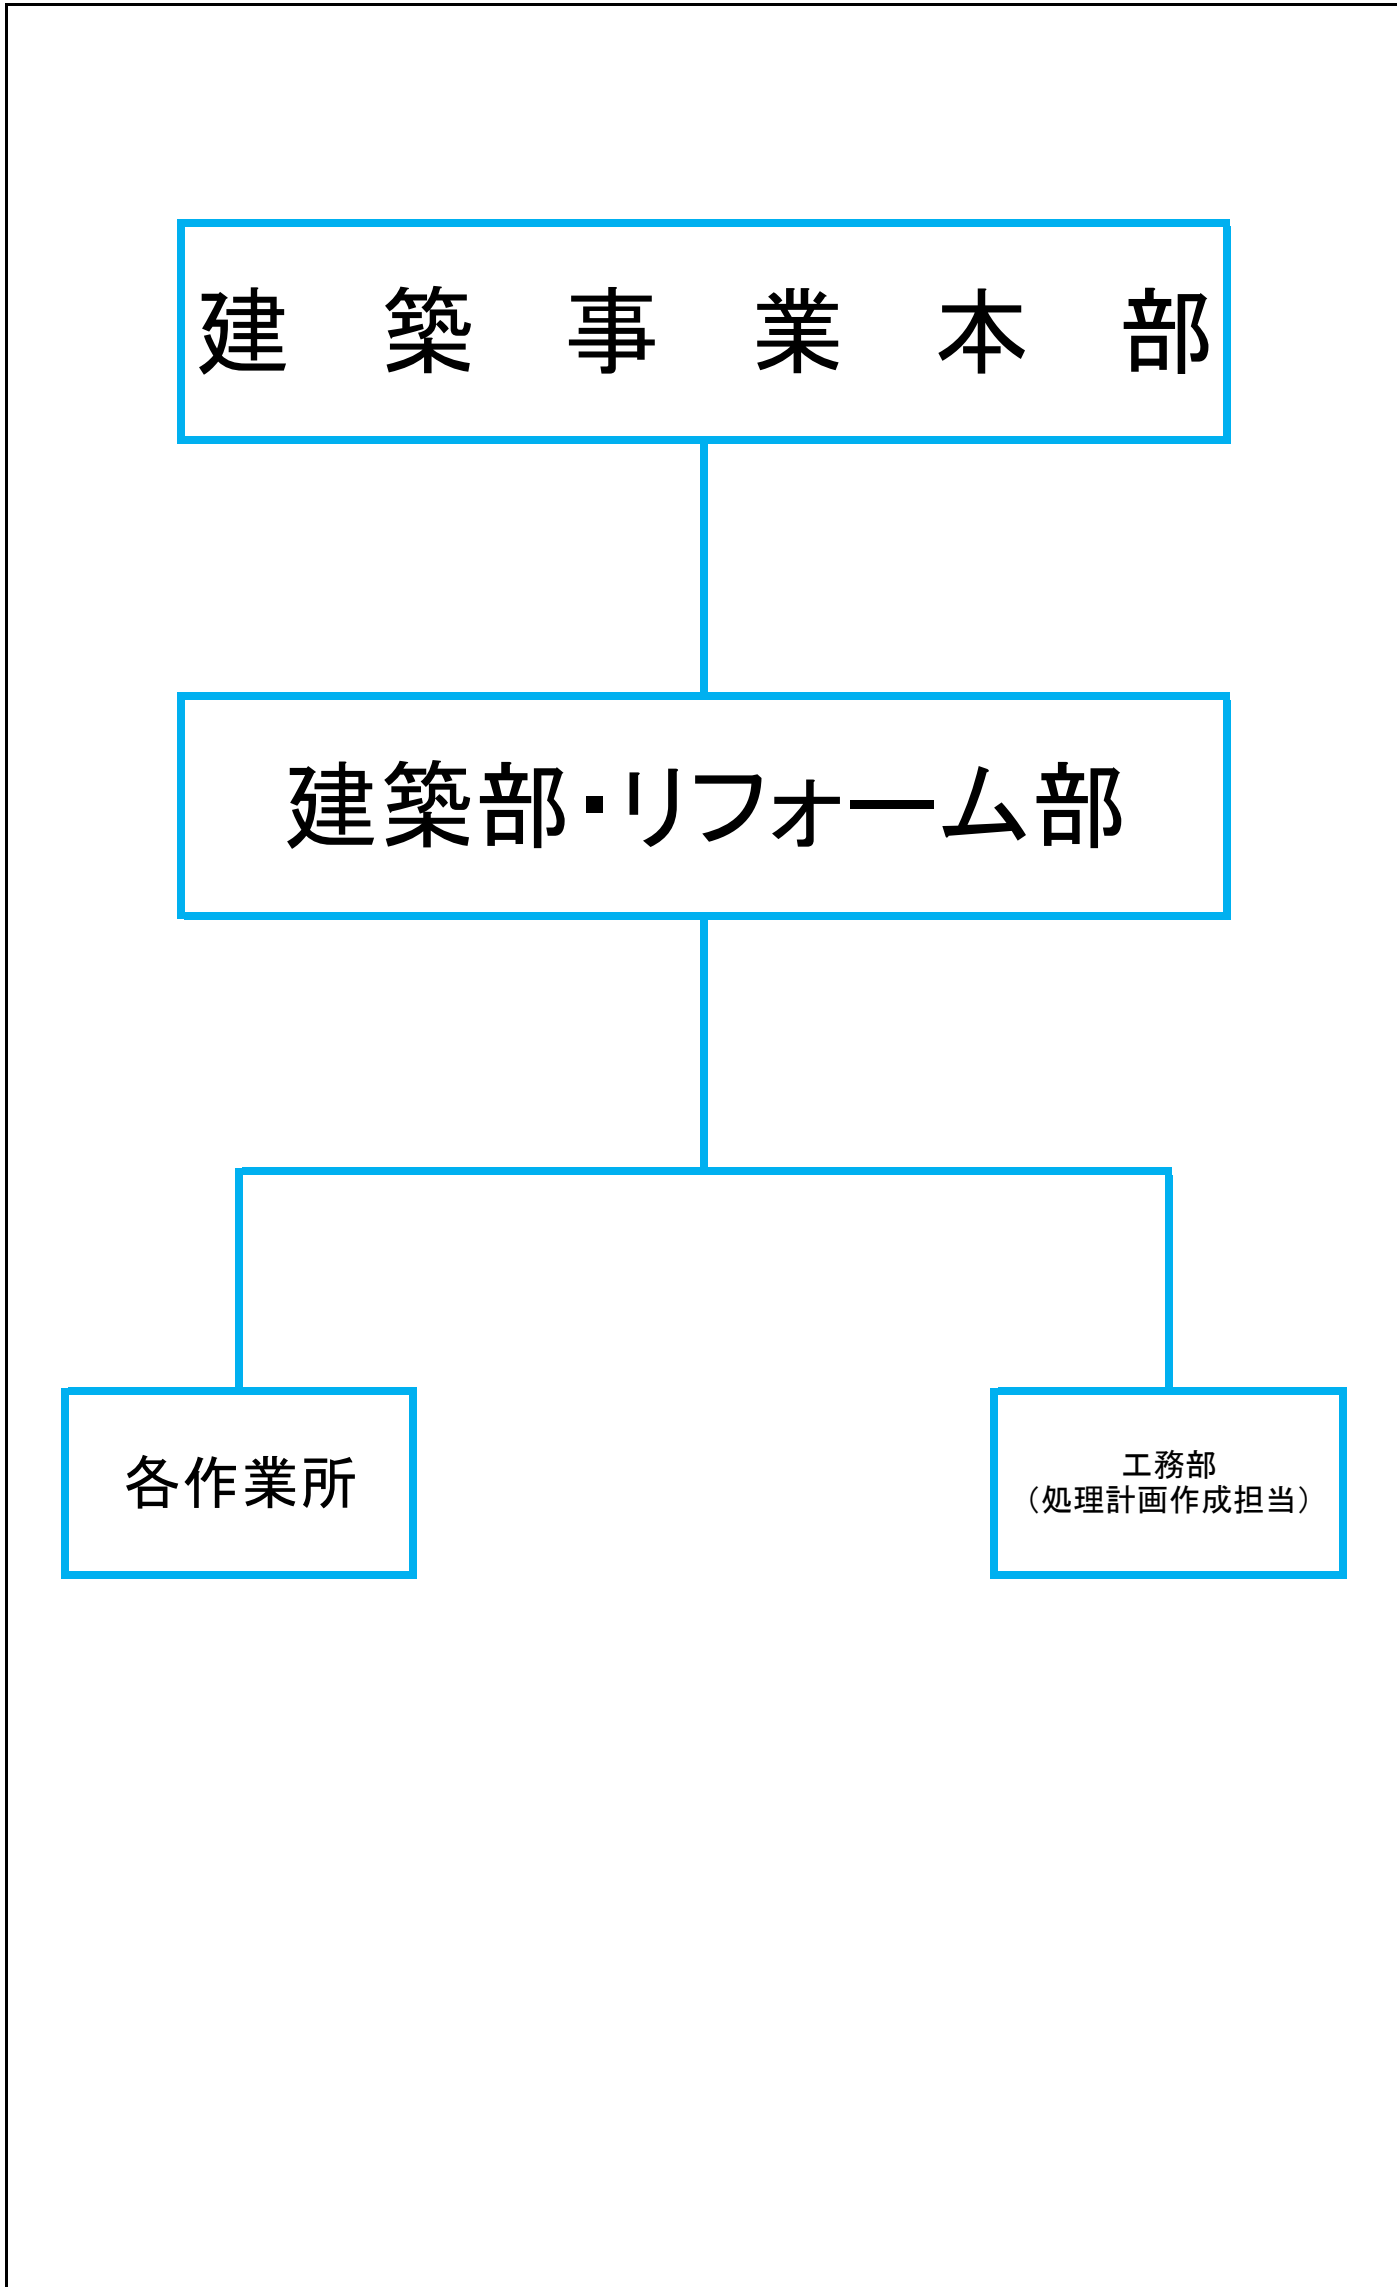 建　築　事　業　本　部
建築部・リフォーム部
各作業所
工務部
（処理計画作成担当）